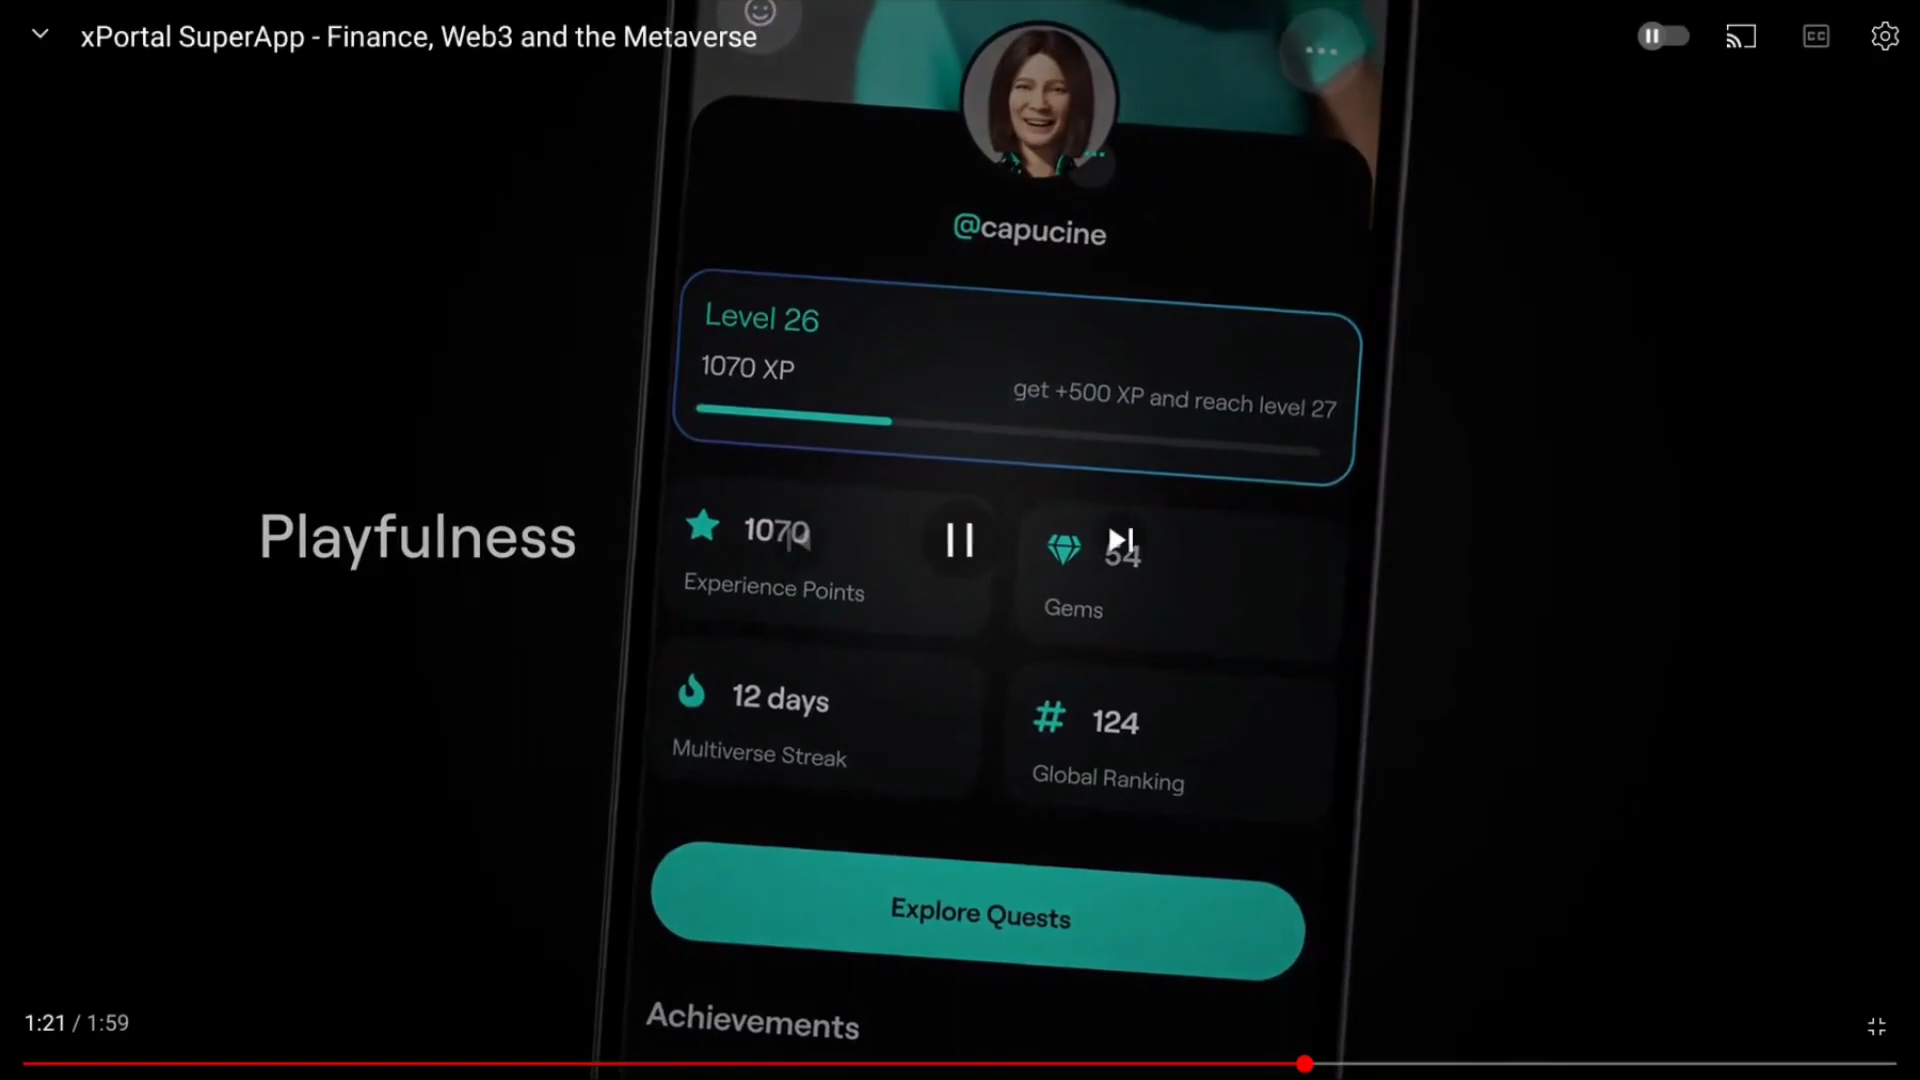 xPortal SuperApp - Finance, Web3 and the Metaverse
CC
@capucine
Level 26
1070 XP
get +500 XP and reach level 27
Playfulness
1070
Experience Points
54
Gems
12 days
Multiverse Streak
124
Global Ranking
Explore Quests
Achievements
1:21 / 1:59